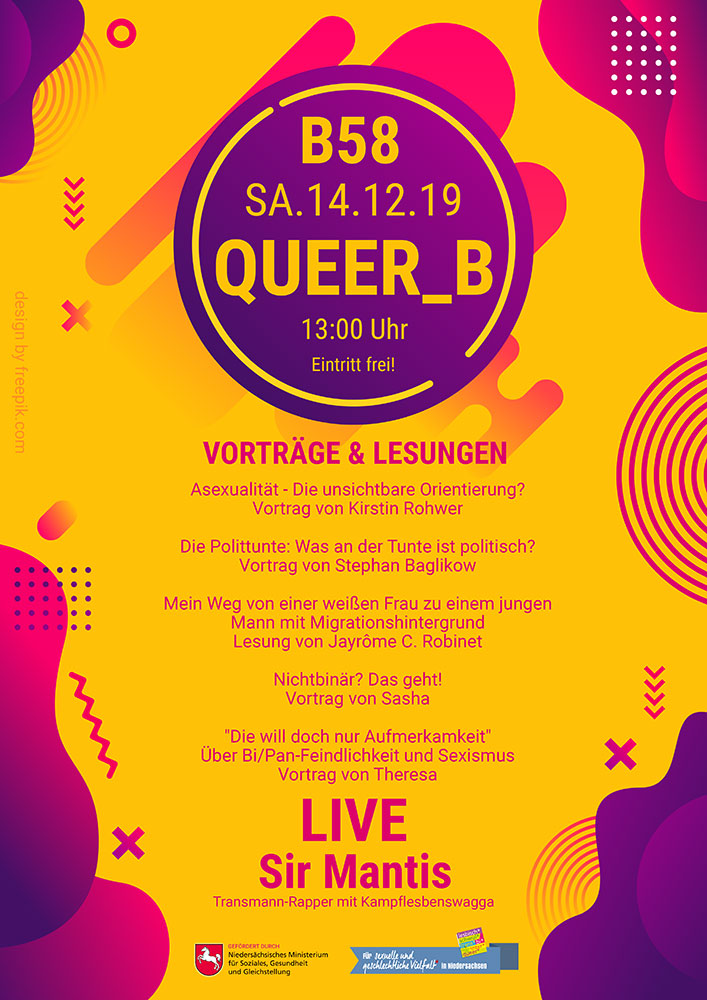 B58
SA.14.12.19
QUEER_B
13:00 Uhr
Eintritt frei!
design by freepik.com
VORTRÄGE & LESUNGEN
Asexualität - Die unsichtbare Orientierung?
Vortrag von Kirstin Rohwer
Die Polittunte: Was an der Tunte ist politisch?
Vortrag von Stephan Baglikow
Mein Weg von einer weißen Frau zu einem jungen
Mann mit Migrationshintergrund
Lesung von Jayrôme C. Robinet
Nichtbinär? Das geht!
Vortrag von Sasha
"Die will doch nur Aufmerkamkeit"
Über Bi/Pan-Feindlichkeit und Sexismus
Vortrag von Theresa
LIVE
Sir Mantis
Transmann-Rapper mit Kampflesbenswagga
GEFÖRDERT DURCH
Niedersächsisches Ministerium
für Soziales, Gesundheit
und Gleichstellung
Für sexuelle und
geschlechtliche Vielfalt in Niedersachsen